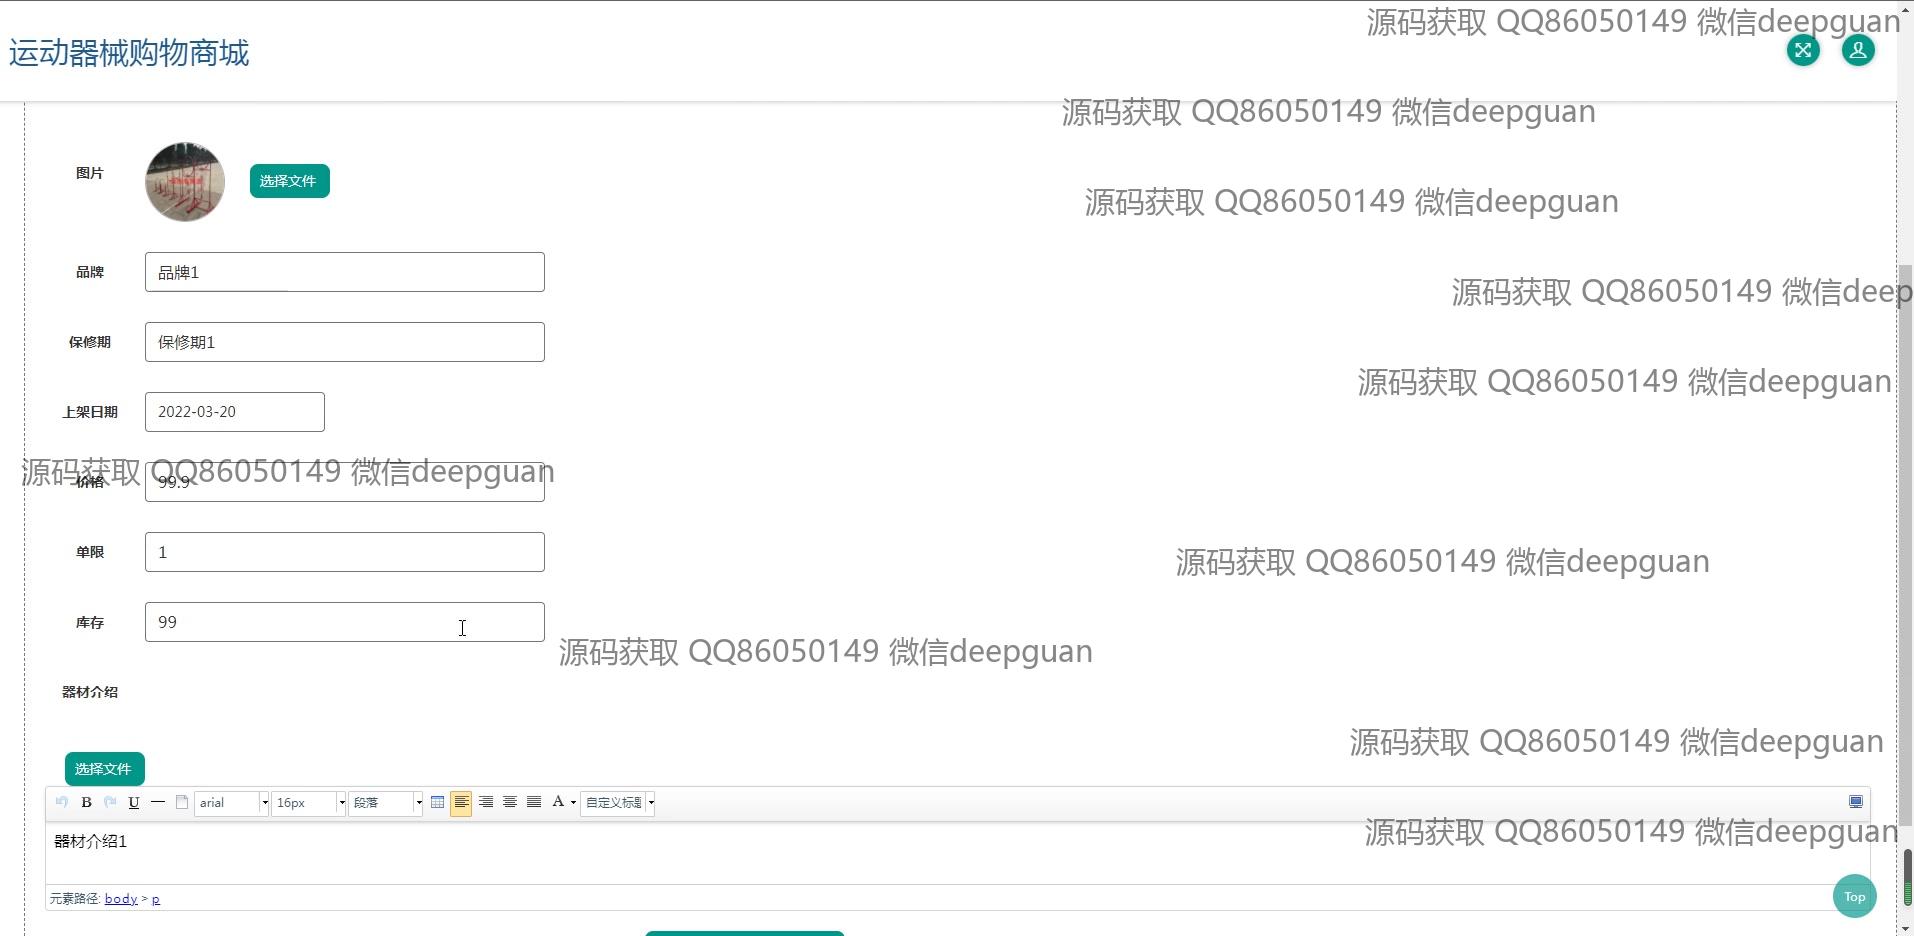 源码获取 QQ86050149 微信deepguan
运动器械购物商城
源码获取 QQ86050149 微信deepguan
图片
选择文件
源码获取 QQ86050149 微信deepguan
品牌
品牌1
源码获取 QQ86050149 微信deep
保修期
保修期1
源码获取 QQ86050149 微信deepguan
上架日期
2022-03-20
源码获取 QQ86050149 微信deepguan
价格
99.9
单限
1
源码获取 QQ86050149 微信deepguan
库存
99
源码获取 QQ86050149 微信deepguan
器材介绍
源码获取 QQ86050149 微信deepguan
选择文件
B U arial 16px 段落 A 自定义标题
源码获取 QQ86050149 微信deepguan
器材介绍1
元素路径: body > p
Top